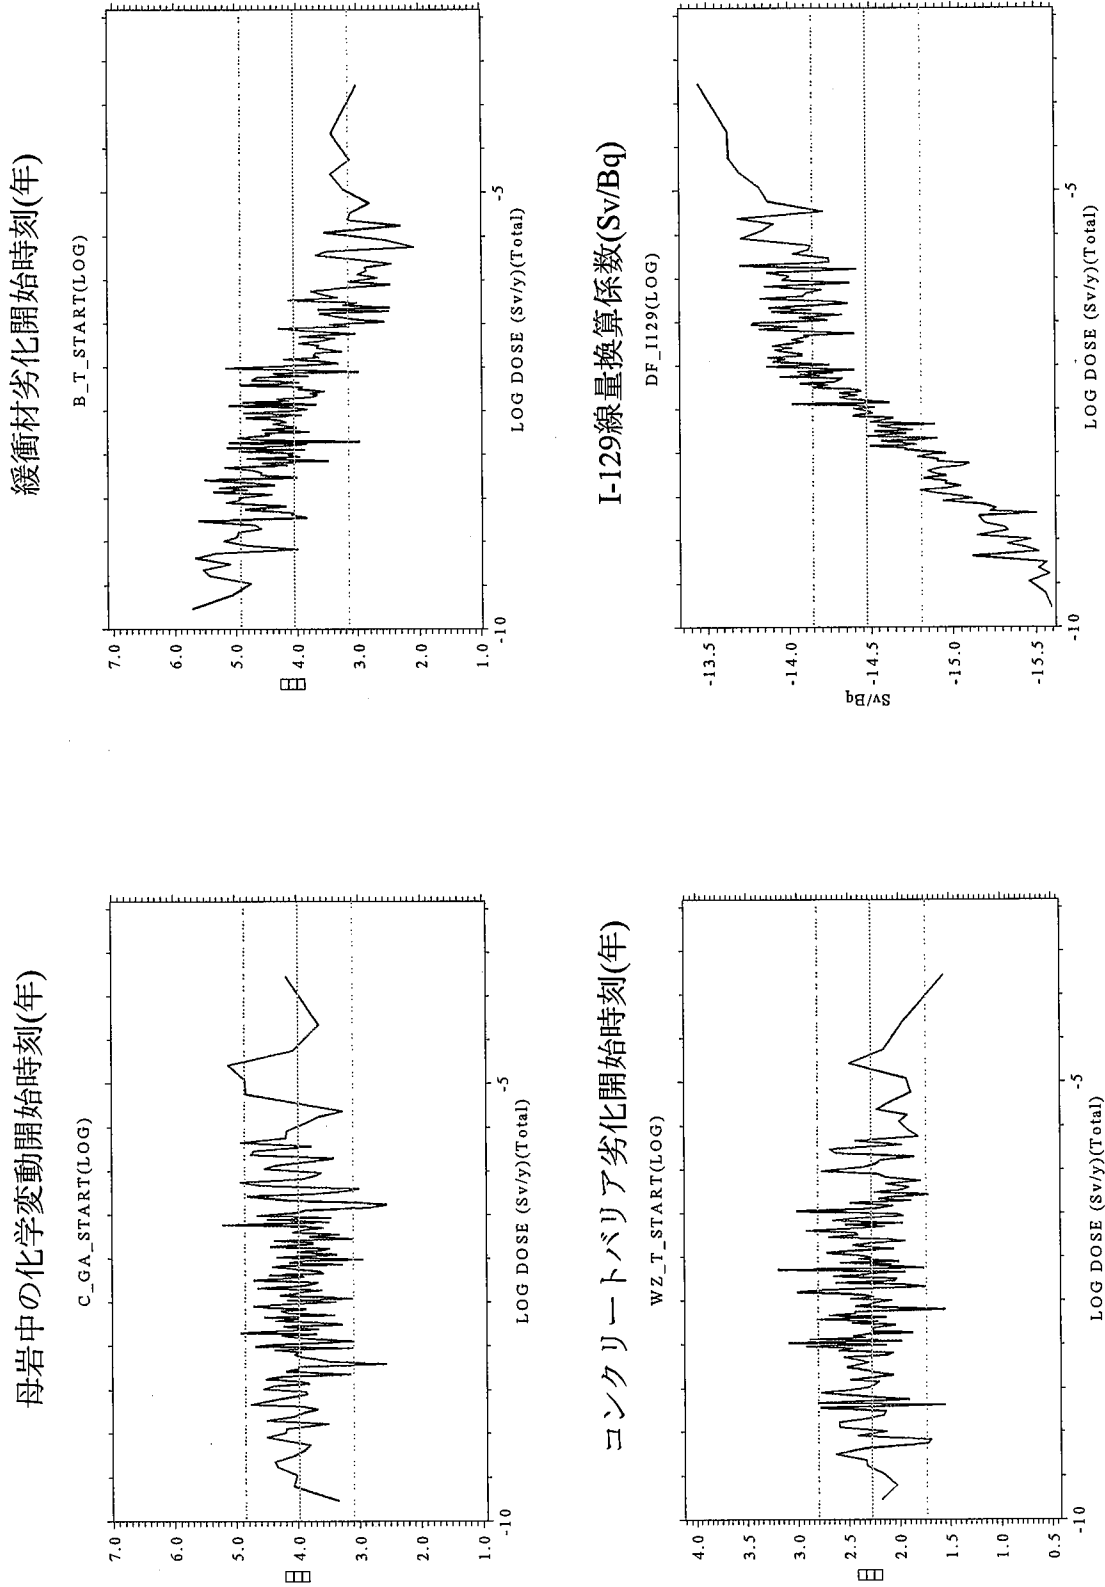 母岩中の化学変動開始時刻(年)
C_GA_START(LOG)
7.0
6.0
5.0
4.0
3.0
2.0
1.0
-10
-5
LOG DOSE (Sv/y)(Total)
緩衝材劣化開始時刻(年)
B_T_START(LOG)
7.0
6.0
5.0
4.0
3.0
2.0
1.0
-10
-5
LOG DOSE (Sv/y)(Total)
コンクリートバリア劣化開始時刻(年)
WZ_T_START(LOG)
4.0
3.5
3.0
2.5
2.0
1.5
1.0
0.5
-10
-5
LOG DOSE (Sv/y)(Total)
I-129線量換算係数(Sv/Bq)
DF_I129(LOG)
-13.5
-14.0
-14.5
-15.0
-15.5
Sv/Bq
-10
-5
LOG DOSE (Sv/y)(Total)